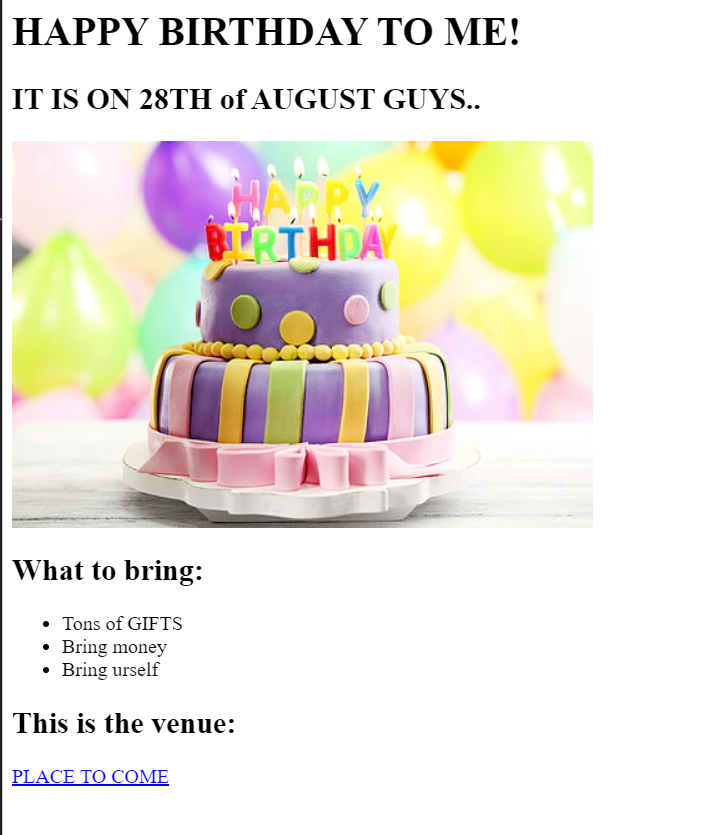 HAPPY BIRTHDAY TO ME!
IT IS ON 28TH of AUGUST GUYS..
HAPPY
BIRTHDAY
What to bring:
Tons of GIFTS
Bring money
Bring urself
This is the venue:
PLACE TO COME